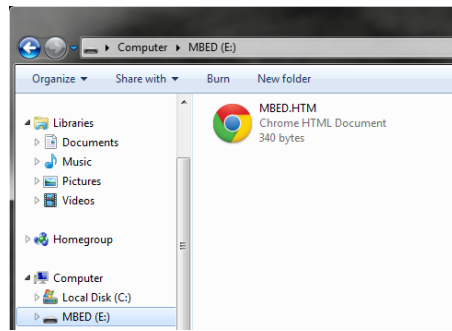 Computer ▸ MBED (E:)
Organize ▾ Share with ▾ Burn New folder
Libraries
Documents
Music
Pictures
Videos
Homegroup
Computer
Local Disk (C:)
MBED (E:)
MBED.HTM
Chrome HTML Document
340 bytes